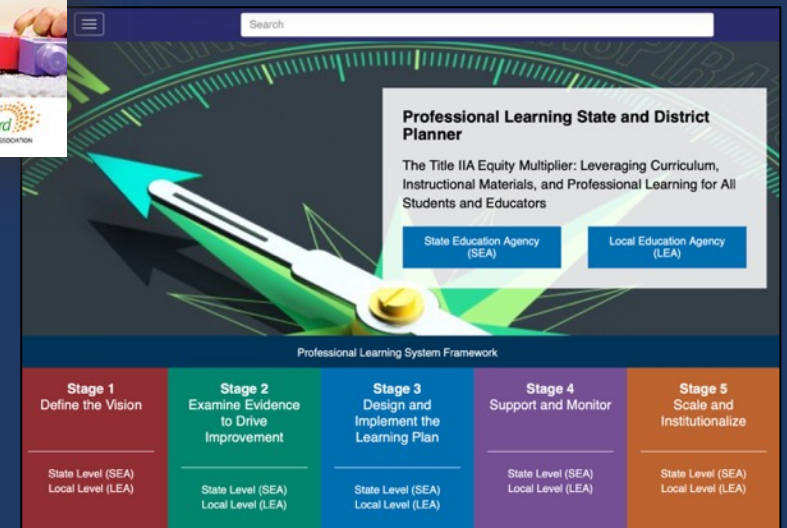 Search
Professional Learning State and District
Planner
The Title IIA Equity Multiplier: Leveraging Curriculum,
Instructional Materials, and Professional Learning for All
Students and Educators
State Education Agency
(SEA)
Local Education Agency
(LEA)
Professional Learning System Framework
Stage 1
Define the Vision
State Level (SEA)
Local Level (LEA)
Stage 2
Examine Evidence
to Drive
Improvement
State Level (SEA)
Local Level (LEA)
Stage 3
Design and
Implement the
Learning Plan
State Level (SEA)
Local Level (LEA)
Stage 4
Support and Monitor
State Level (SEA)
Local Level (LEA)
Stage 5
Scale and
Institutionalize
State Level (SEA)
Local Level (LEA)